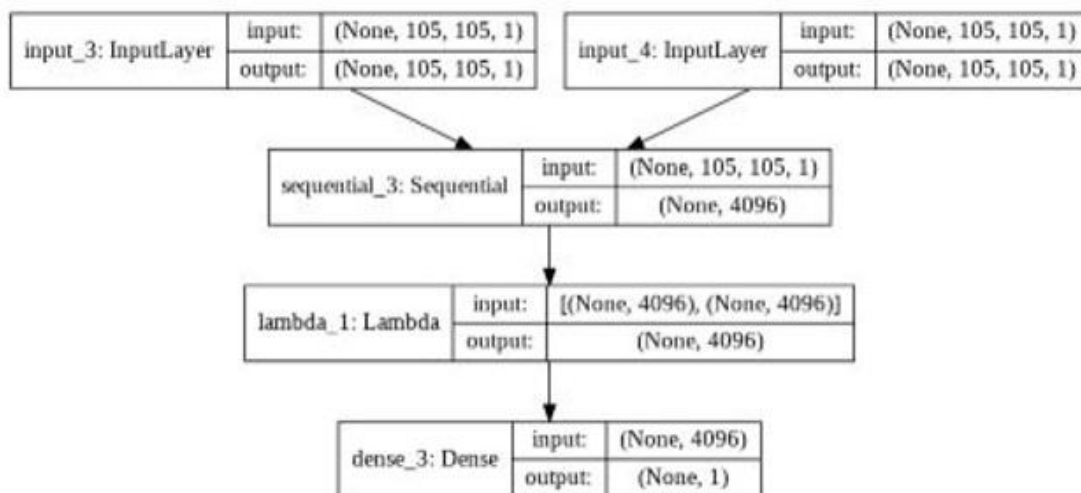 input_3: InputLayer input: (None, 105, 105, 1)
output: (None, 105, 105, 1)
input_4: InputLayer input: (None, 105, 105, 1)
output: (None, 105, 105, 1)
sequential_3: Sequential input: (None, 105, 105, 1)
output: (None, 4096)
lambda_1: Lambda input: [(None, 4096), (None, 4096)]
output: (None, 4096)
dense_3: Dense input: (None, 4096)
output: (None, 1)